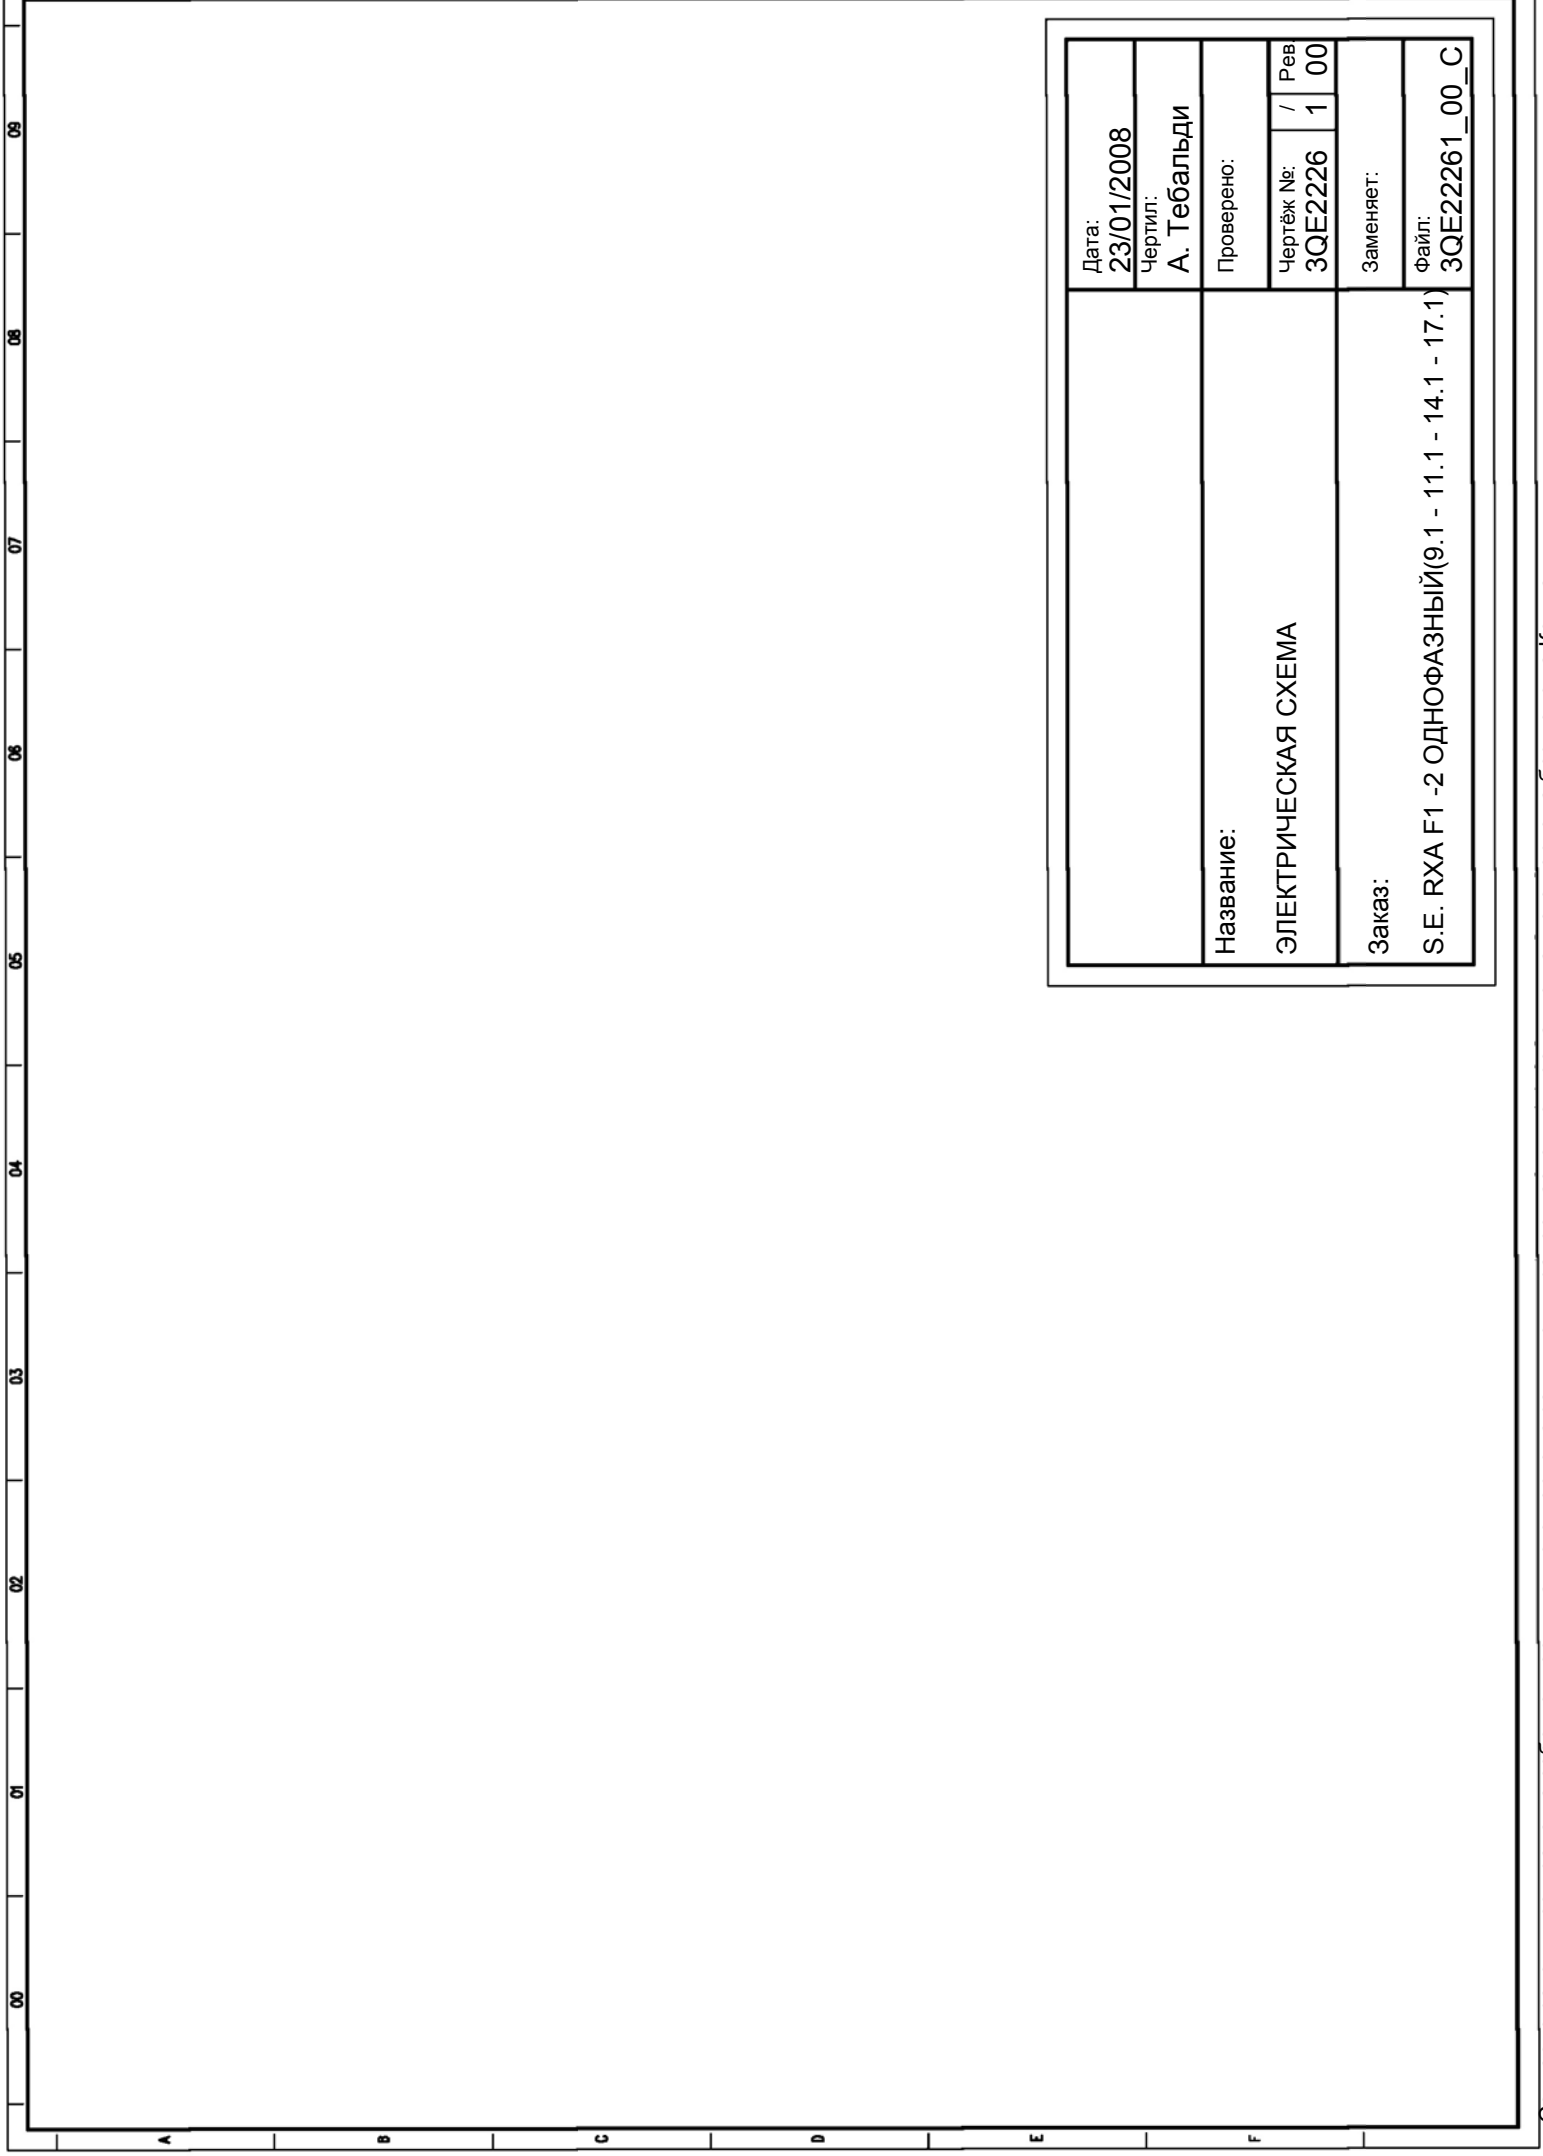 00 01 02 03 04 05 06 07 08 09
A
B
C
D
E
F
Дата:
23/01/2008
Чертил:
А. Тебальди
Название:
ЭЛЕКТРИЧЕСКАЯ СХЕМА
Проверено:
Чертёж №: / Рев.
3QE2226 1 00
Заказ:
S.E. RXA F1 -2 ОДНОФАЗНЫЙ(9.1 - 11.1 - 14.1 - 17.1)
Заменяет:
Файл:
3QE22261_00_C